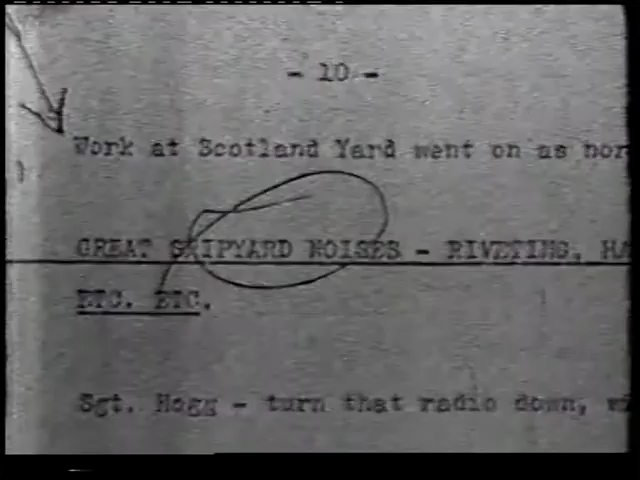 - 10 -
Work at Scotland Yard went on as nor
GREAT SHIPYARD NOISES - RIVETING, HA
ETC. ETC.
Sgt. Hogg - turn that radio down, wi